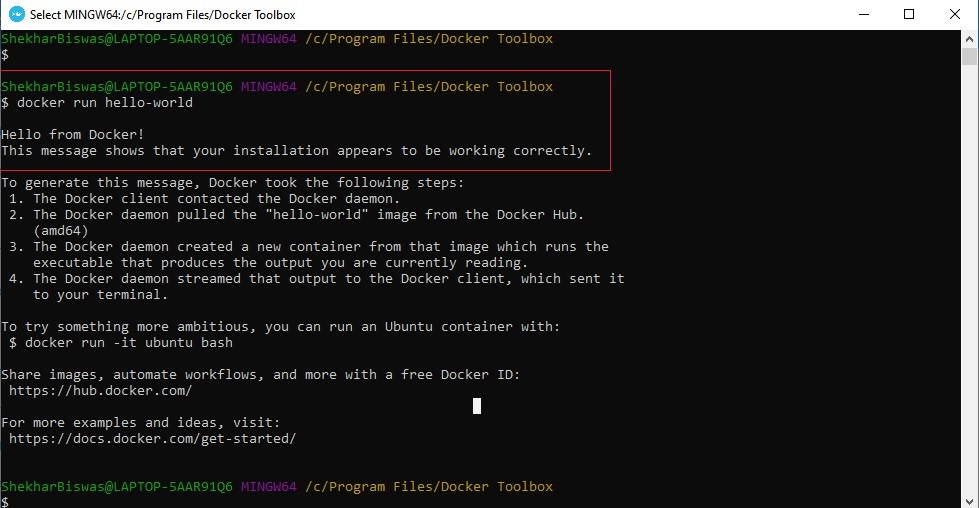 Select MINGW64:/c/Program Files/Docker Toolbox
ShekharBiswas@LAPTOP-5AAR91Q6 MINGW64 /c/Program Files/Docker Toolbox
$
ShekharBiswas@LAPTOP-5AAR91Q6 MINGW64 /c/Program Files/Docker Toolbox
$ docker run hello-world
Hello from Docker!
This message shows that your installation appears to be working correctly.
To generate this message, Docker took the following steps:
1. The Docker client contacted the Docker daemon.
2. The Docker daemon pulled the "hello-world" image from the Docker Hub.
(amd64)
3. The Docker daemon created a new container from that image which runs the
executable that produces the output you are currently reading.
4. The Docker daemon streamed that output to the Docker client, which sent it
to your terminal.
To try something more ambitious, you can run an Ubuntu container with:
$ docker run -it ubuntu bash
Share images, automate workflows, and more with a free Docker ID:
https://hub.docker.com/
For more examples and ideas, visit:
https://docs.docker.com/get-started/
ShekharBiswas@LAPTOP-5AAR91Q6 MINGW64 /c/Program Files/Docker Toolbox
$